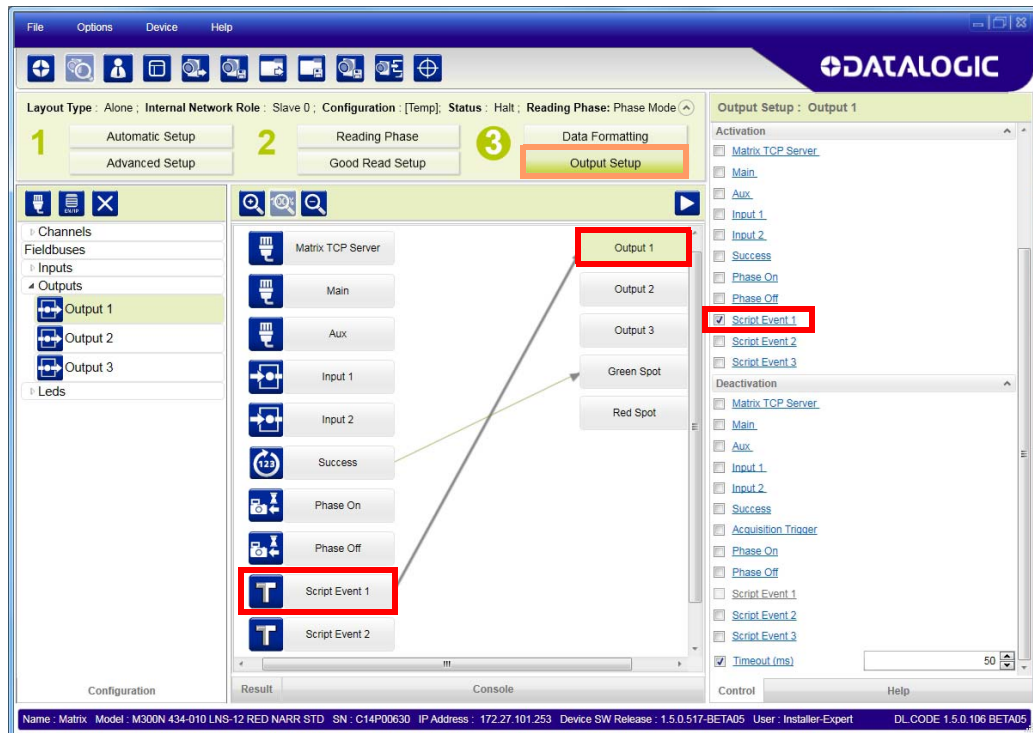 File Options Device Help
DATALOGIC
Layout Type : Alone ; Internal Network Role : Slave 0 ; Configuration : [Temp]; Status : Halt ; Reading Phase: Phase Mode
1
Automatic Setup
Advanced Setup
2
Reading Phase
Good Read Setup
3
Data Formatting
Output Setup
Channels
Fieldbuses
Inputs
Outputs
Output 1
Output 2
Output 3
Leds
Configuration
Matrix TCP Server
Main
Aux
Input 1
Input 2
123
Success
Phase On
Phase Off
T
Script Event 1
T
Script Event 2
Output 1
Output 2
Output 3
Green Spot
Red Spot
Result
Console
Output Setup : Output 1
Activation
Matrix TCP Server
Main
Aux
Input 1
Input 2
Success
Phase On
Phase Off
Script Event 1
Script Event 2
Script Event 3
Deactivation
Matrix TCP Server
Main
Aux
Input 1
Input 2
Success
Acquisition Trigger
Phase On
Phase Off
Script Event 1
Script Event 2
Script Event 3
Timeout (ms) 50
Control
Help
Name : Matrix Model : M300N 434-010 LNS-12 RED NARR STD SN : C14P00630 IP Address : 172.27.101.253 Device SW Release : 1.5.0.517-BETA05 User : Installer-Expert DL.CODE 1.5.0.106 BETA05